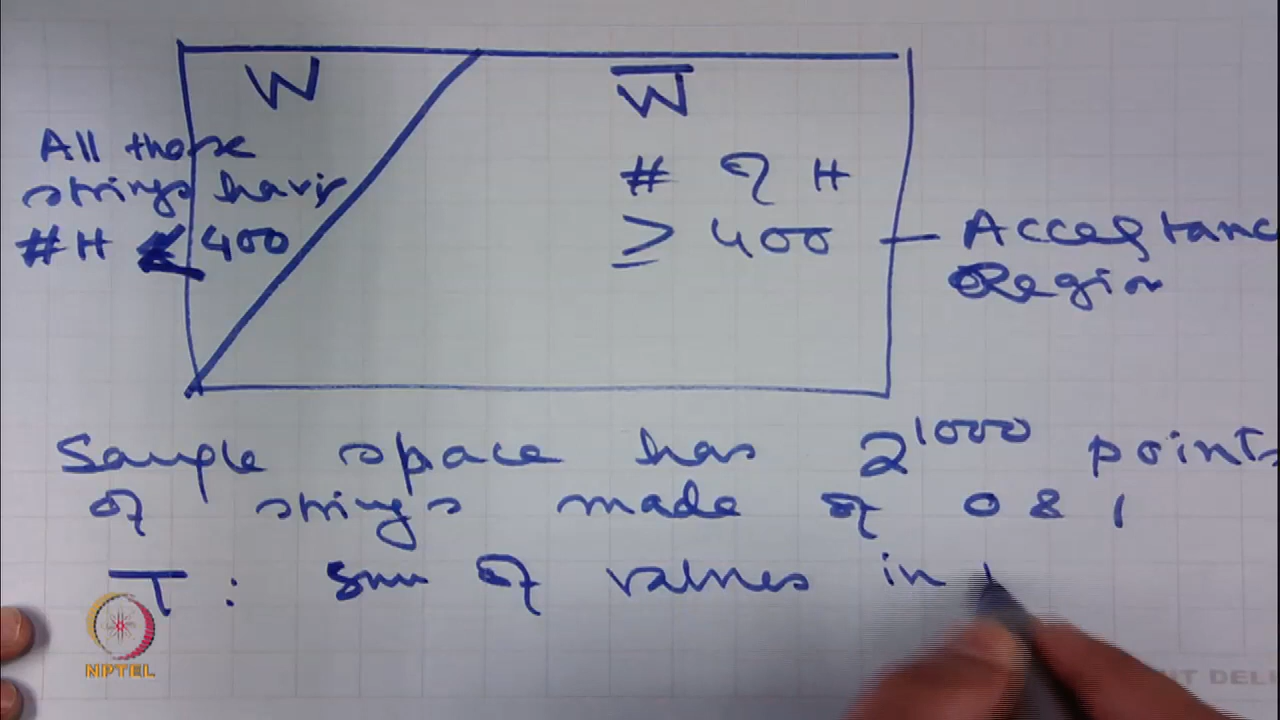 W
W̅
All those
strings having
# H < 400
# of H
≥ 400
Acceptance
Region
Sample space has 2^1000 points
of strings made of 0 & 1
T : sum of values in
NPTEL